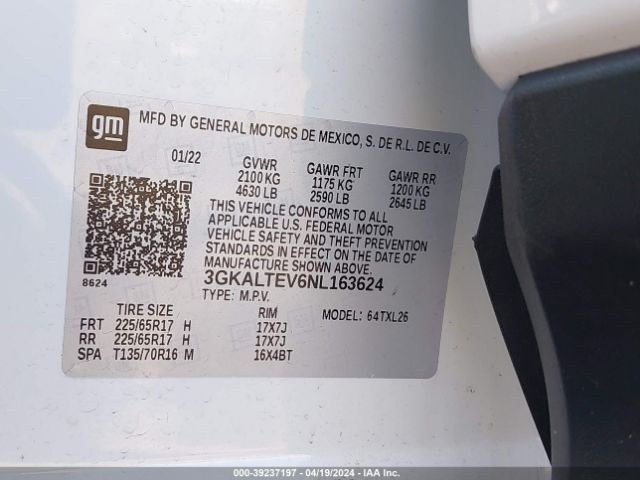 gm
MFD BY GENERAL MOTORS DE MEXICO, S. DE R.L. DE C.V.
01/22 GVWR GAWR FRT GAWR RR
2100 KG 1175 KG 1200 KG
4630 LB 2590 LB 2645 LB
THIS VEHICLE CONFORMS TO ALL
APPLICABLE U.S. FEDERAL MOTOR
VEHICLE SAFETY AND THEFT PREVENTION
STANDARDS IN EFFECT ON THE DATE OF
MANUFACTURE SHOWN ABOVE.
8624
3GKALTEV6NL163624
TYPE: M.P.V.
TIRE SIZE RIM MODEL: 64TXL26
FRT 225/65R17 H 17X7J
RR 225/65R17 H 17X7J
SPA T135/70R16 M 16X4BT
000-39237197 - 04/19/2024 - IAA Inc.